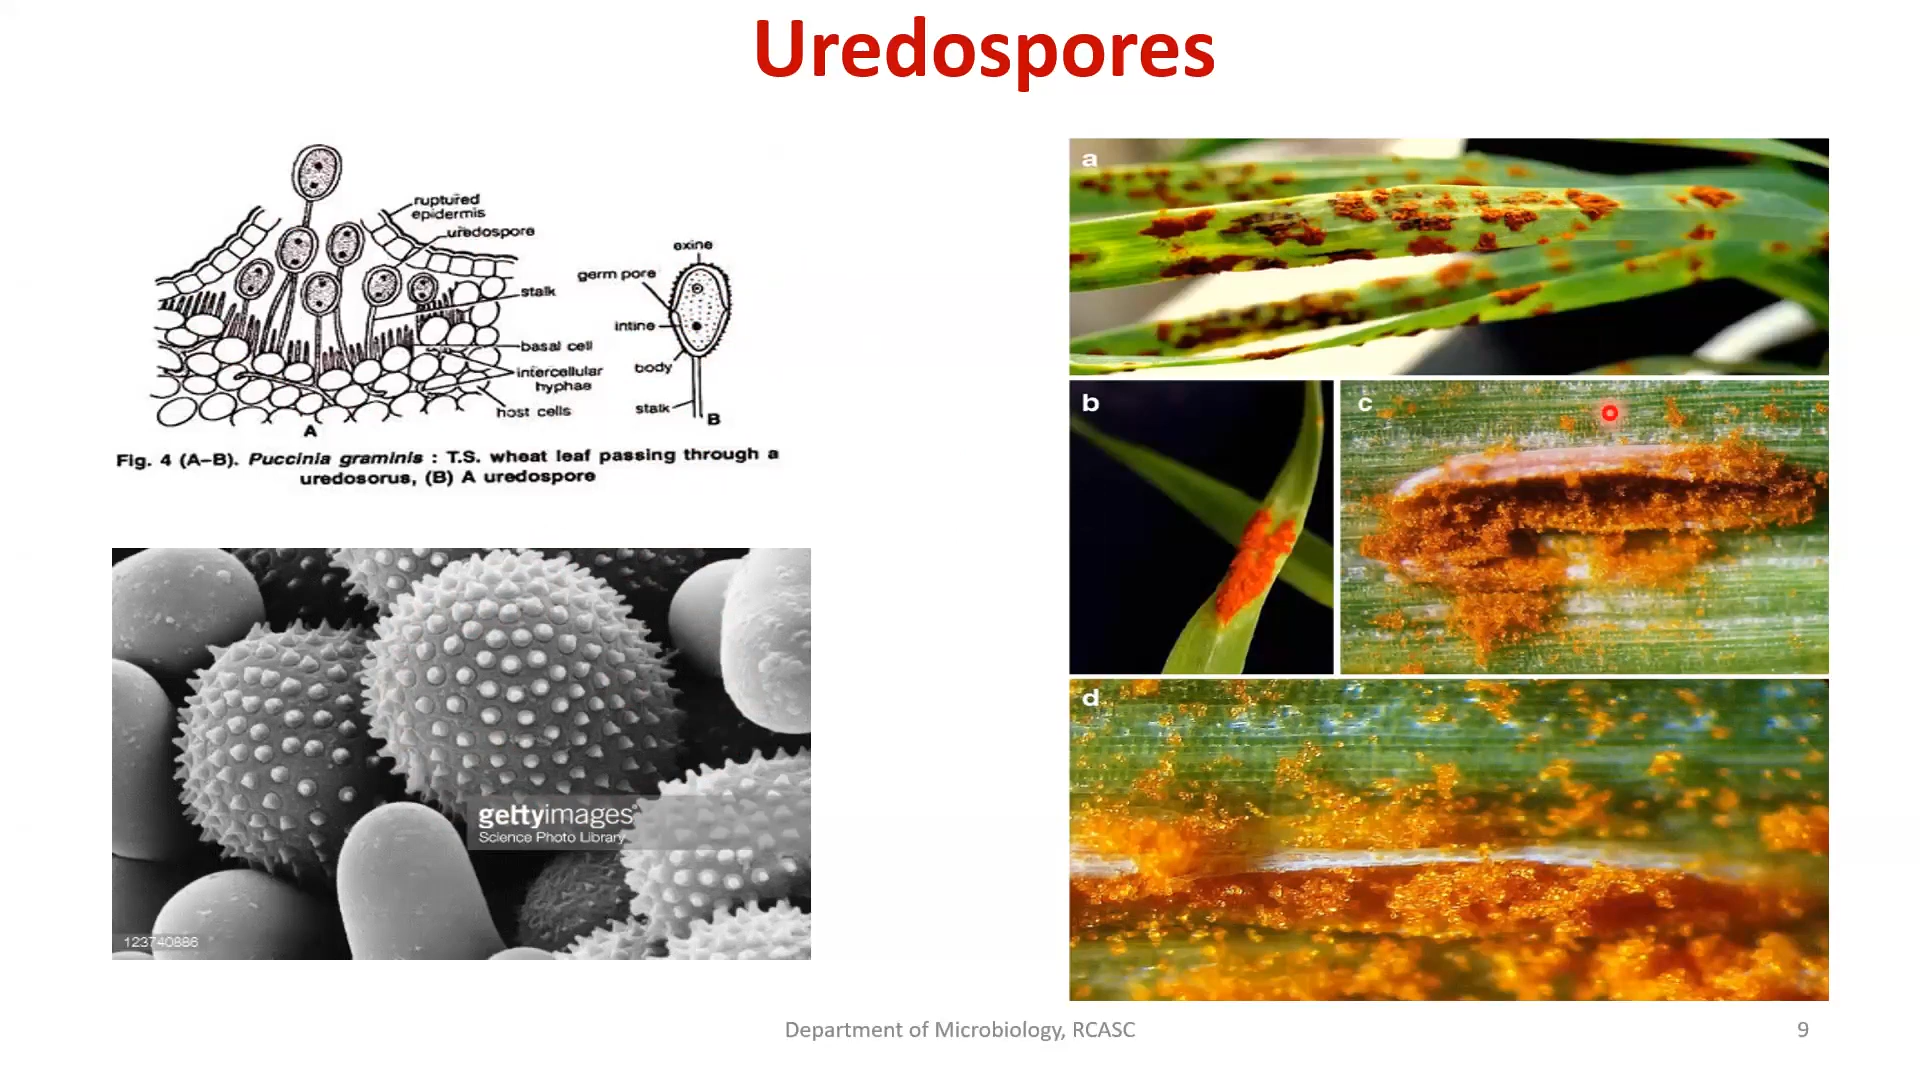 Uredospores
ruptured
epidermis
uredospore
stalk
basal cell
intercellular
hyphae
host cells
A
exine
germ pore
intine
body
stalk
B
Fig. 4 (A–B). Puccinia graminis : T.S. wheat leaf passing through a
uredosorus, (B) A uredospore
gettyimages
Science Photo Library
123740886
a
b
c
d
Department of Microbiology, RCASC
9